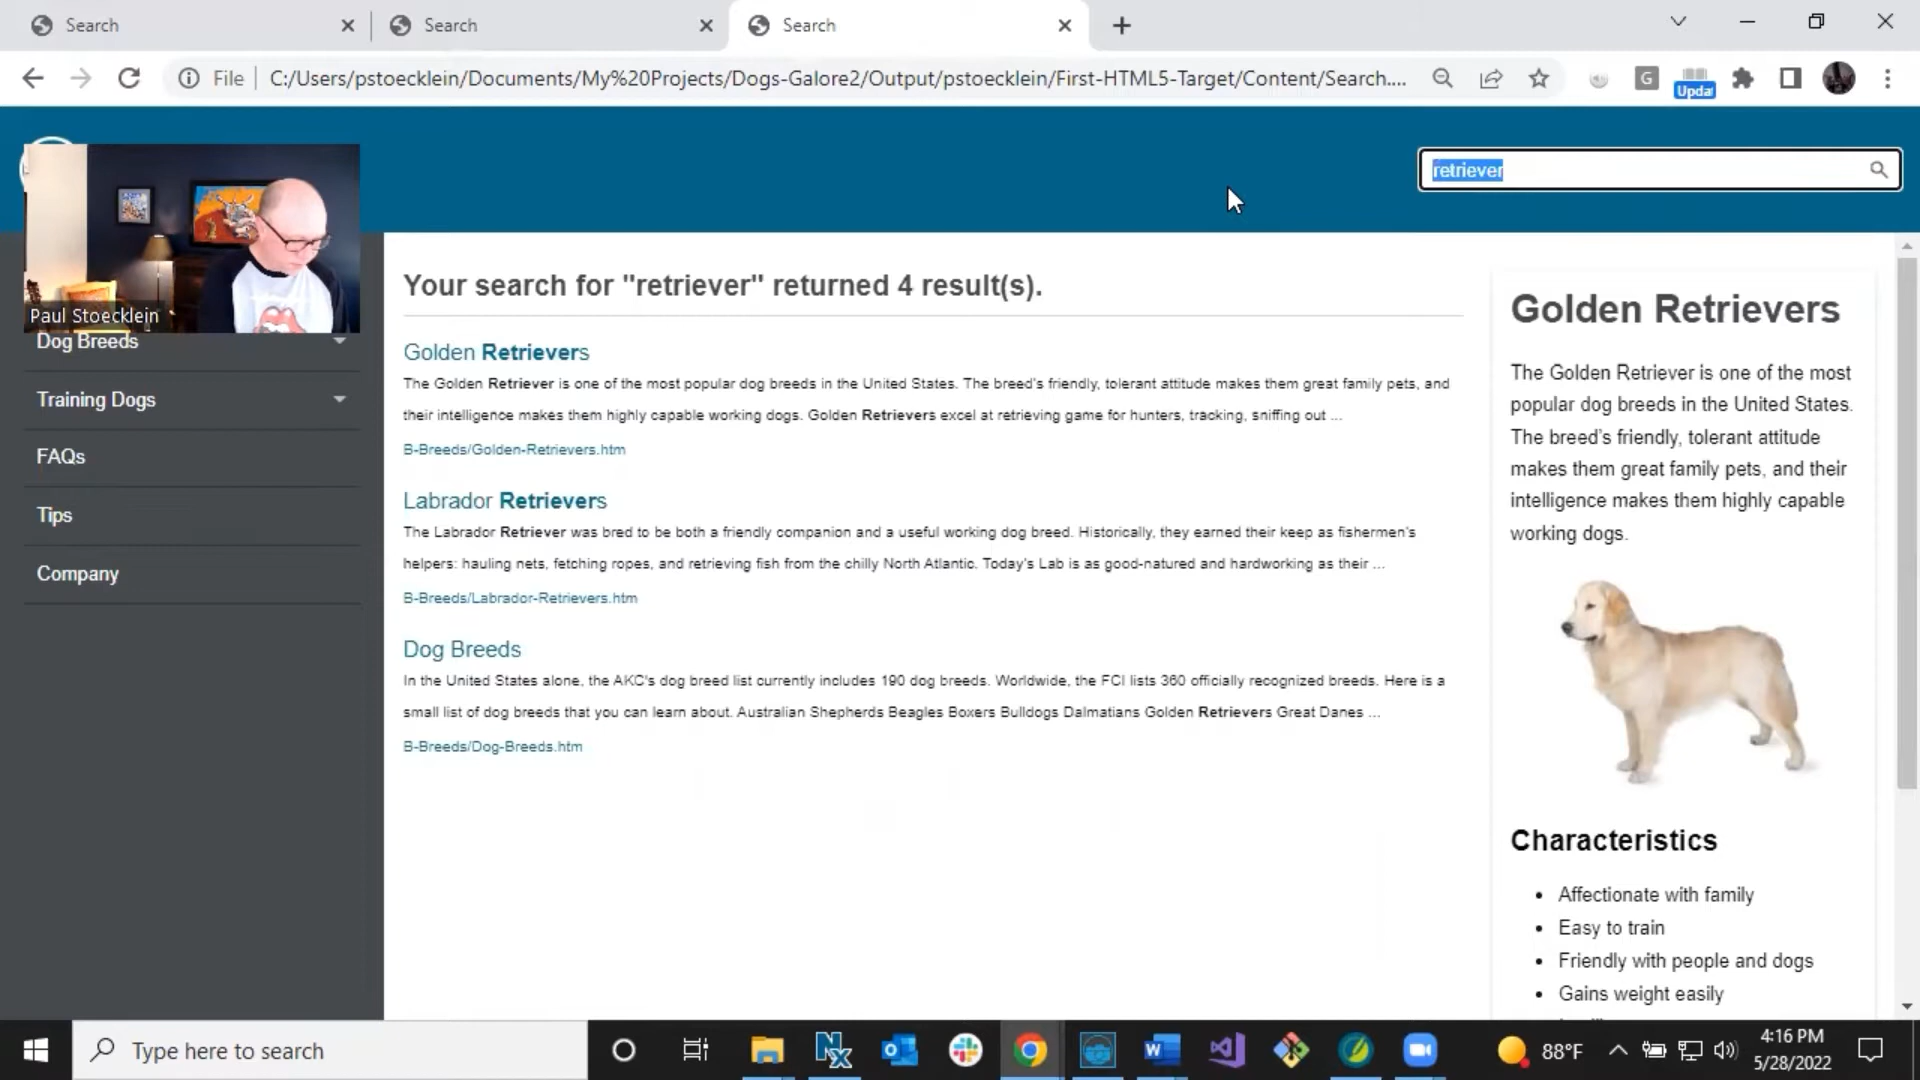 Search
Search
Search
File
C:/Users/pstoecklein/Documents/My%20Projects/Dogs-Galore2/Output/pstoecklein/First-HTML5-Target/Content/Search....
G
Updat
retriever
Paul Stoecklein
Dog Breeds
Training Dogs
FAQs
Tips
Company
Your search for "retriever" returned 4 result(s).
Golden Retrievers
The Golden Retriever is one of the most popular dog breeds in the United States. The breed's friendly, tolerant attitude makes them great family pets, and
their intelligence makes them highly capable working dogs. Golden Retrievers excel at retrieving game for hunters, tracking, sniffing out ...
B-Breeds/Golden-Retrievers.htm
Labrador Retrievers
The Labrador Retriever was bred to be both a friendly companion and a useful working dog breed. Historically, they earned their keep as fishermen's
helpers: hauling nets, fetching ropes, and retrieving fish from the chilly North Atlantic. Today's Lab is as good-natured and hardworking as their ...
B-Breeds/Labrador-Retrievers.htm
Dog Breeds
In the United States alone, the AKC's dog breed list currently includes 190 dog breeds. Worldwide, the FCI lists 360 officially recognized breeds. Here is a
small list of dog breeds that you can learn about. Australian Shepherds Beagles Boxers Bulldogs Dalmatians Golden Retrievers Great Danes ...
B-Breeds/Dog-Breeds.htm
Golden Retrievers
The Golden Retriever is one of the most
popular dog breeds in the United States.
The breed's friendly, tolerant attitude
makes them great family pets, and their
intelligence makes them highly capable
working dogs.
Characteristics
• Affectionate with family
• Easy to train
• Friendly with people and dogs
• Gains weight easily
Type here to search
88°F
4:16 PM
5/28/2022